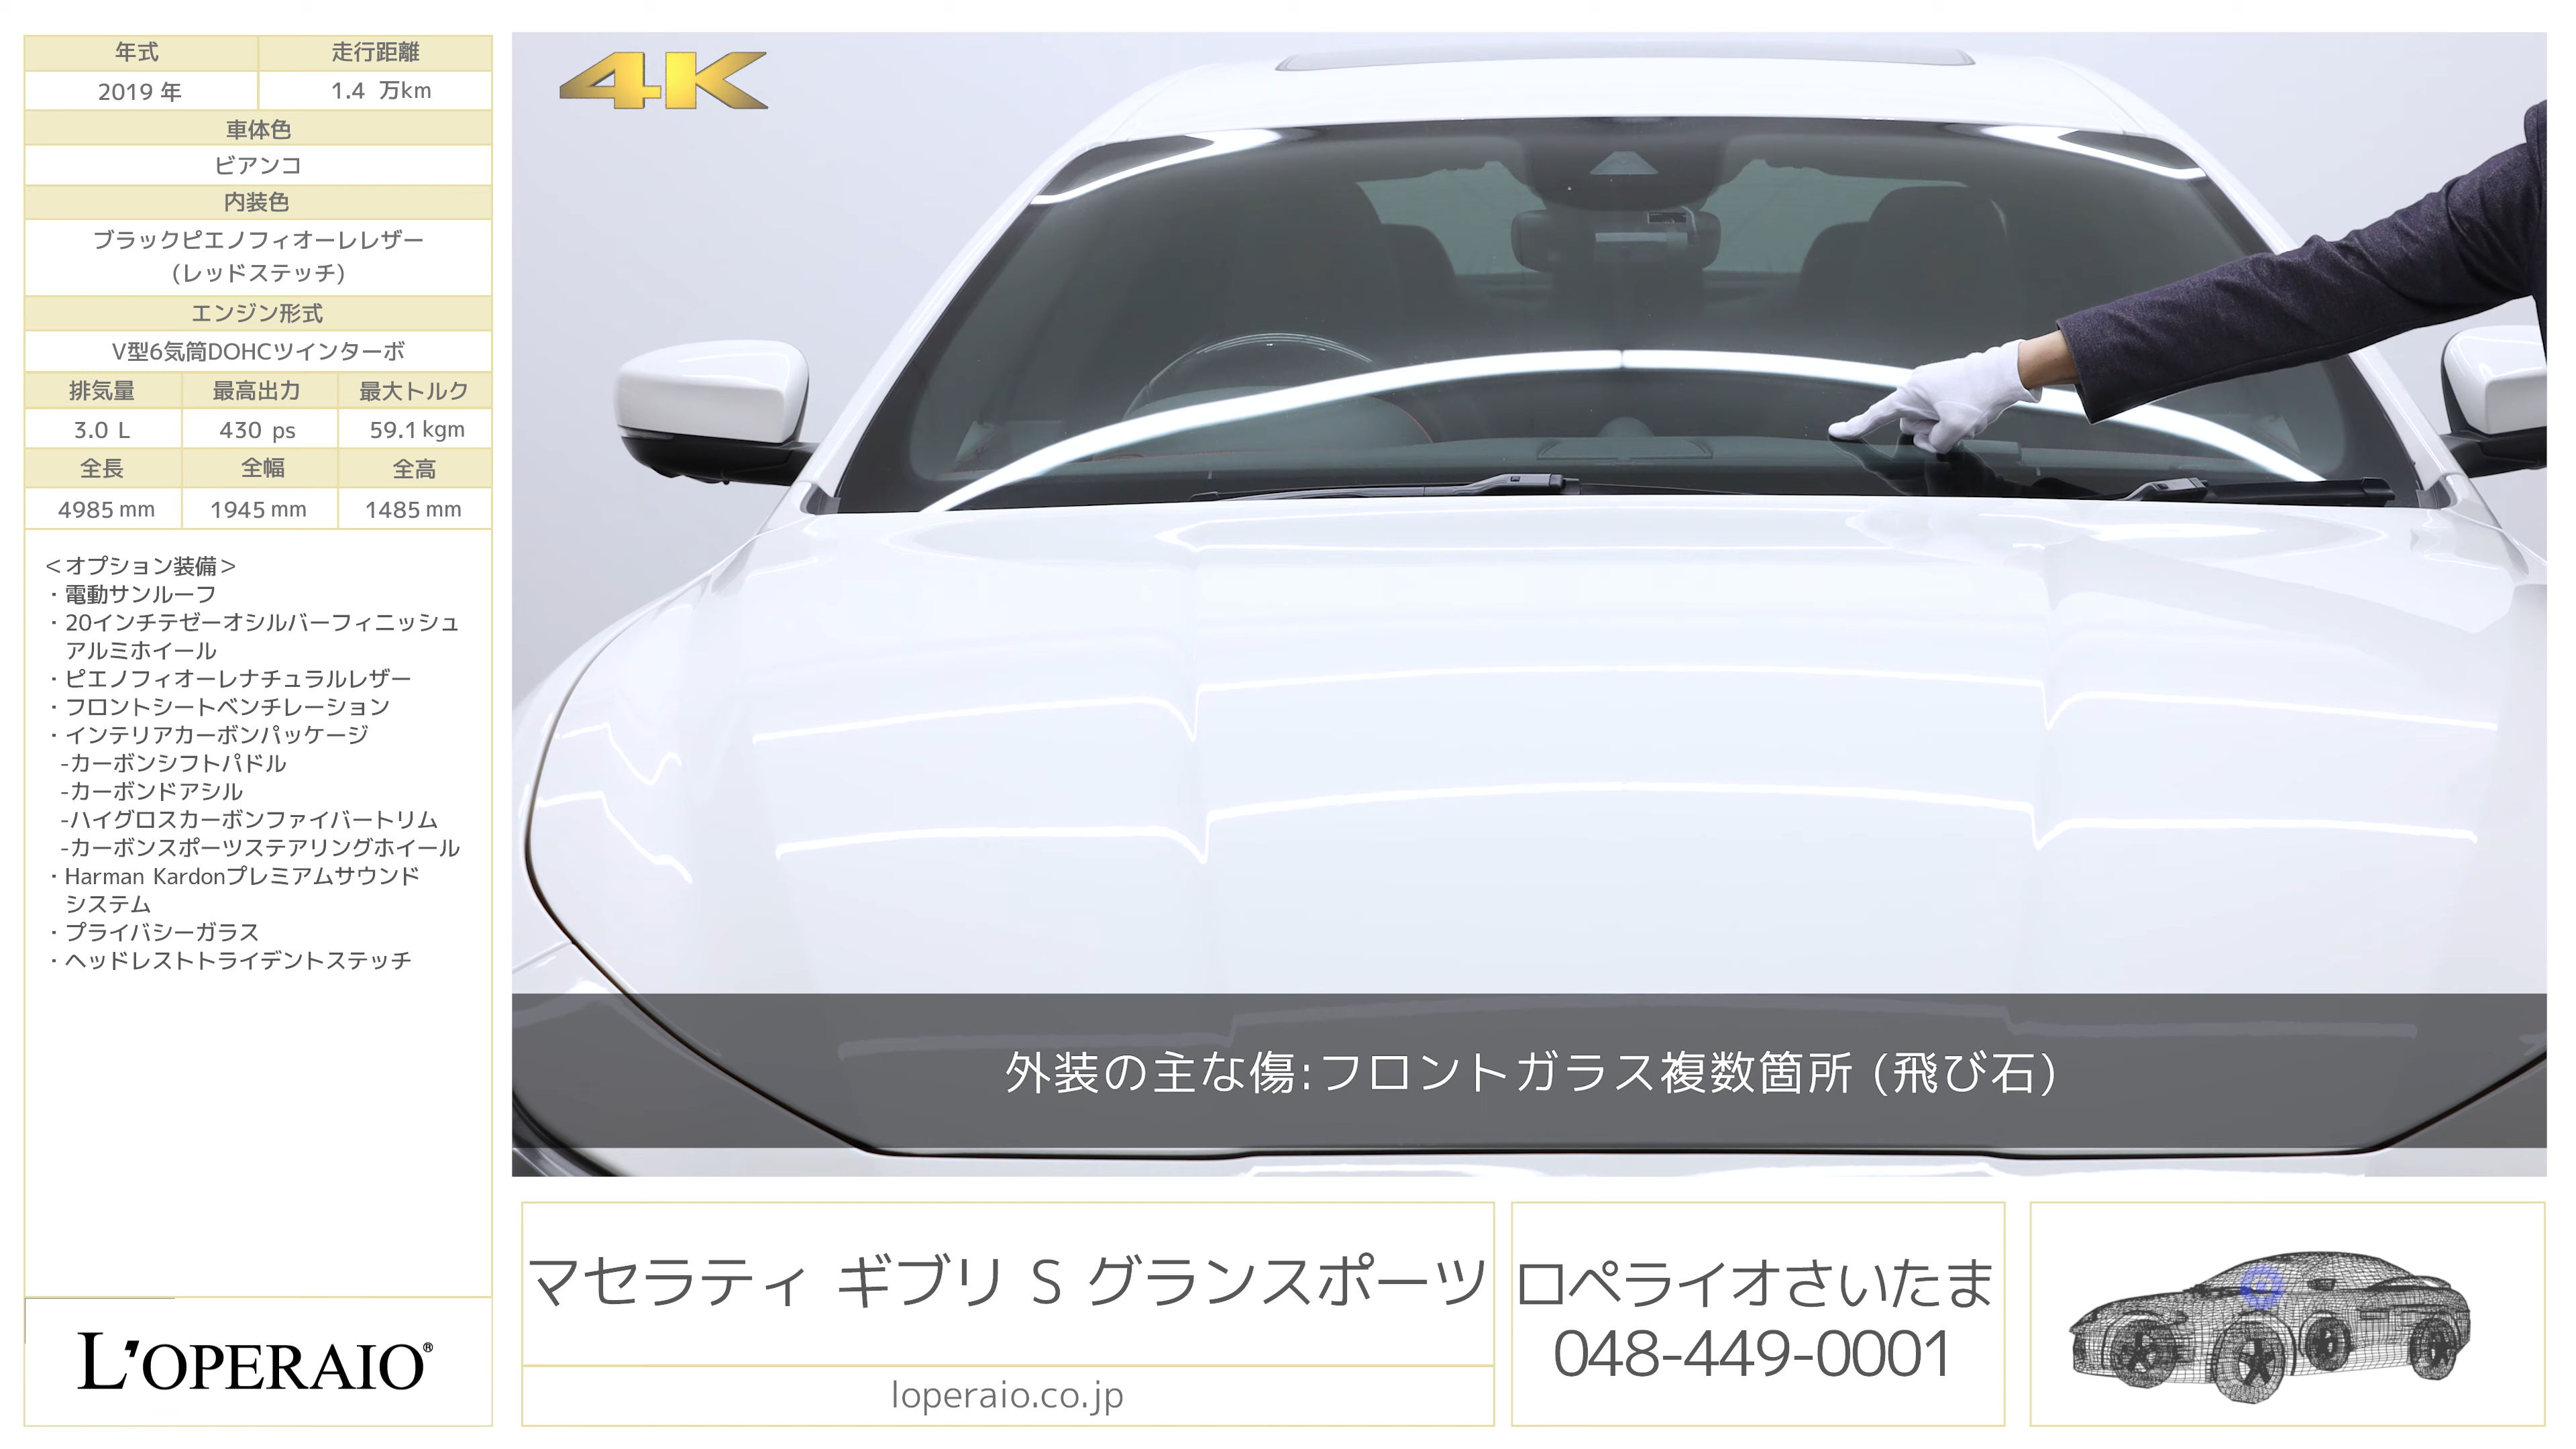 年式 走行距離
2019 年 1.4 万km
車体色
ビアンコ
内装色
ブラックピエノフィオーレレザー
(レッドステッチ)
エンジン形式
V型6気筒DOHCツインターボ
排気量 最高出力 最大トルク
3.0 L 430 ps 59.1 kgm
全長 全幅 全高
4985 mm 1945 mm 1485 mm
＜オプション装備＞
・電動サンルーフ
・20インチテゼーオシルバーフィニッシュ
アルミホイール
・ピエノフィオーレナチュラルレザー
・フロントシートベンチレーション
・インテリアカーボンパッケージ
-カーボンシフトパドル
-カーボンドアシル
-ハイグロスカーボンファイバートリム
-カーボンスポーツステアリングホイール
・Harman Kardonプレミアムサウンド
システム
・プライバシーガラス
・ヘッドレストトライデントステッチ
L'OPERAIO®
4K
外装の主な傷:フロントガラス複数箇所 (飛び石)
マセラティ ギブリ S グランスポーツ
loperaio.co.jp
ロペライオさいたま
048-449-0001